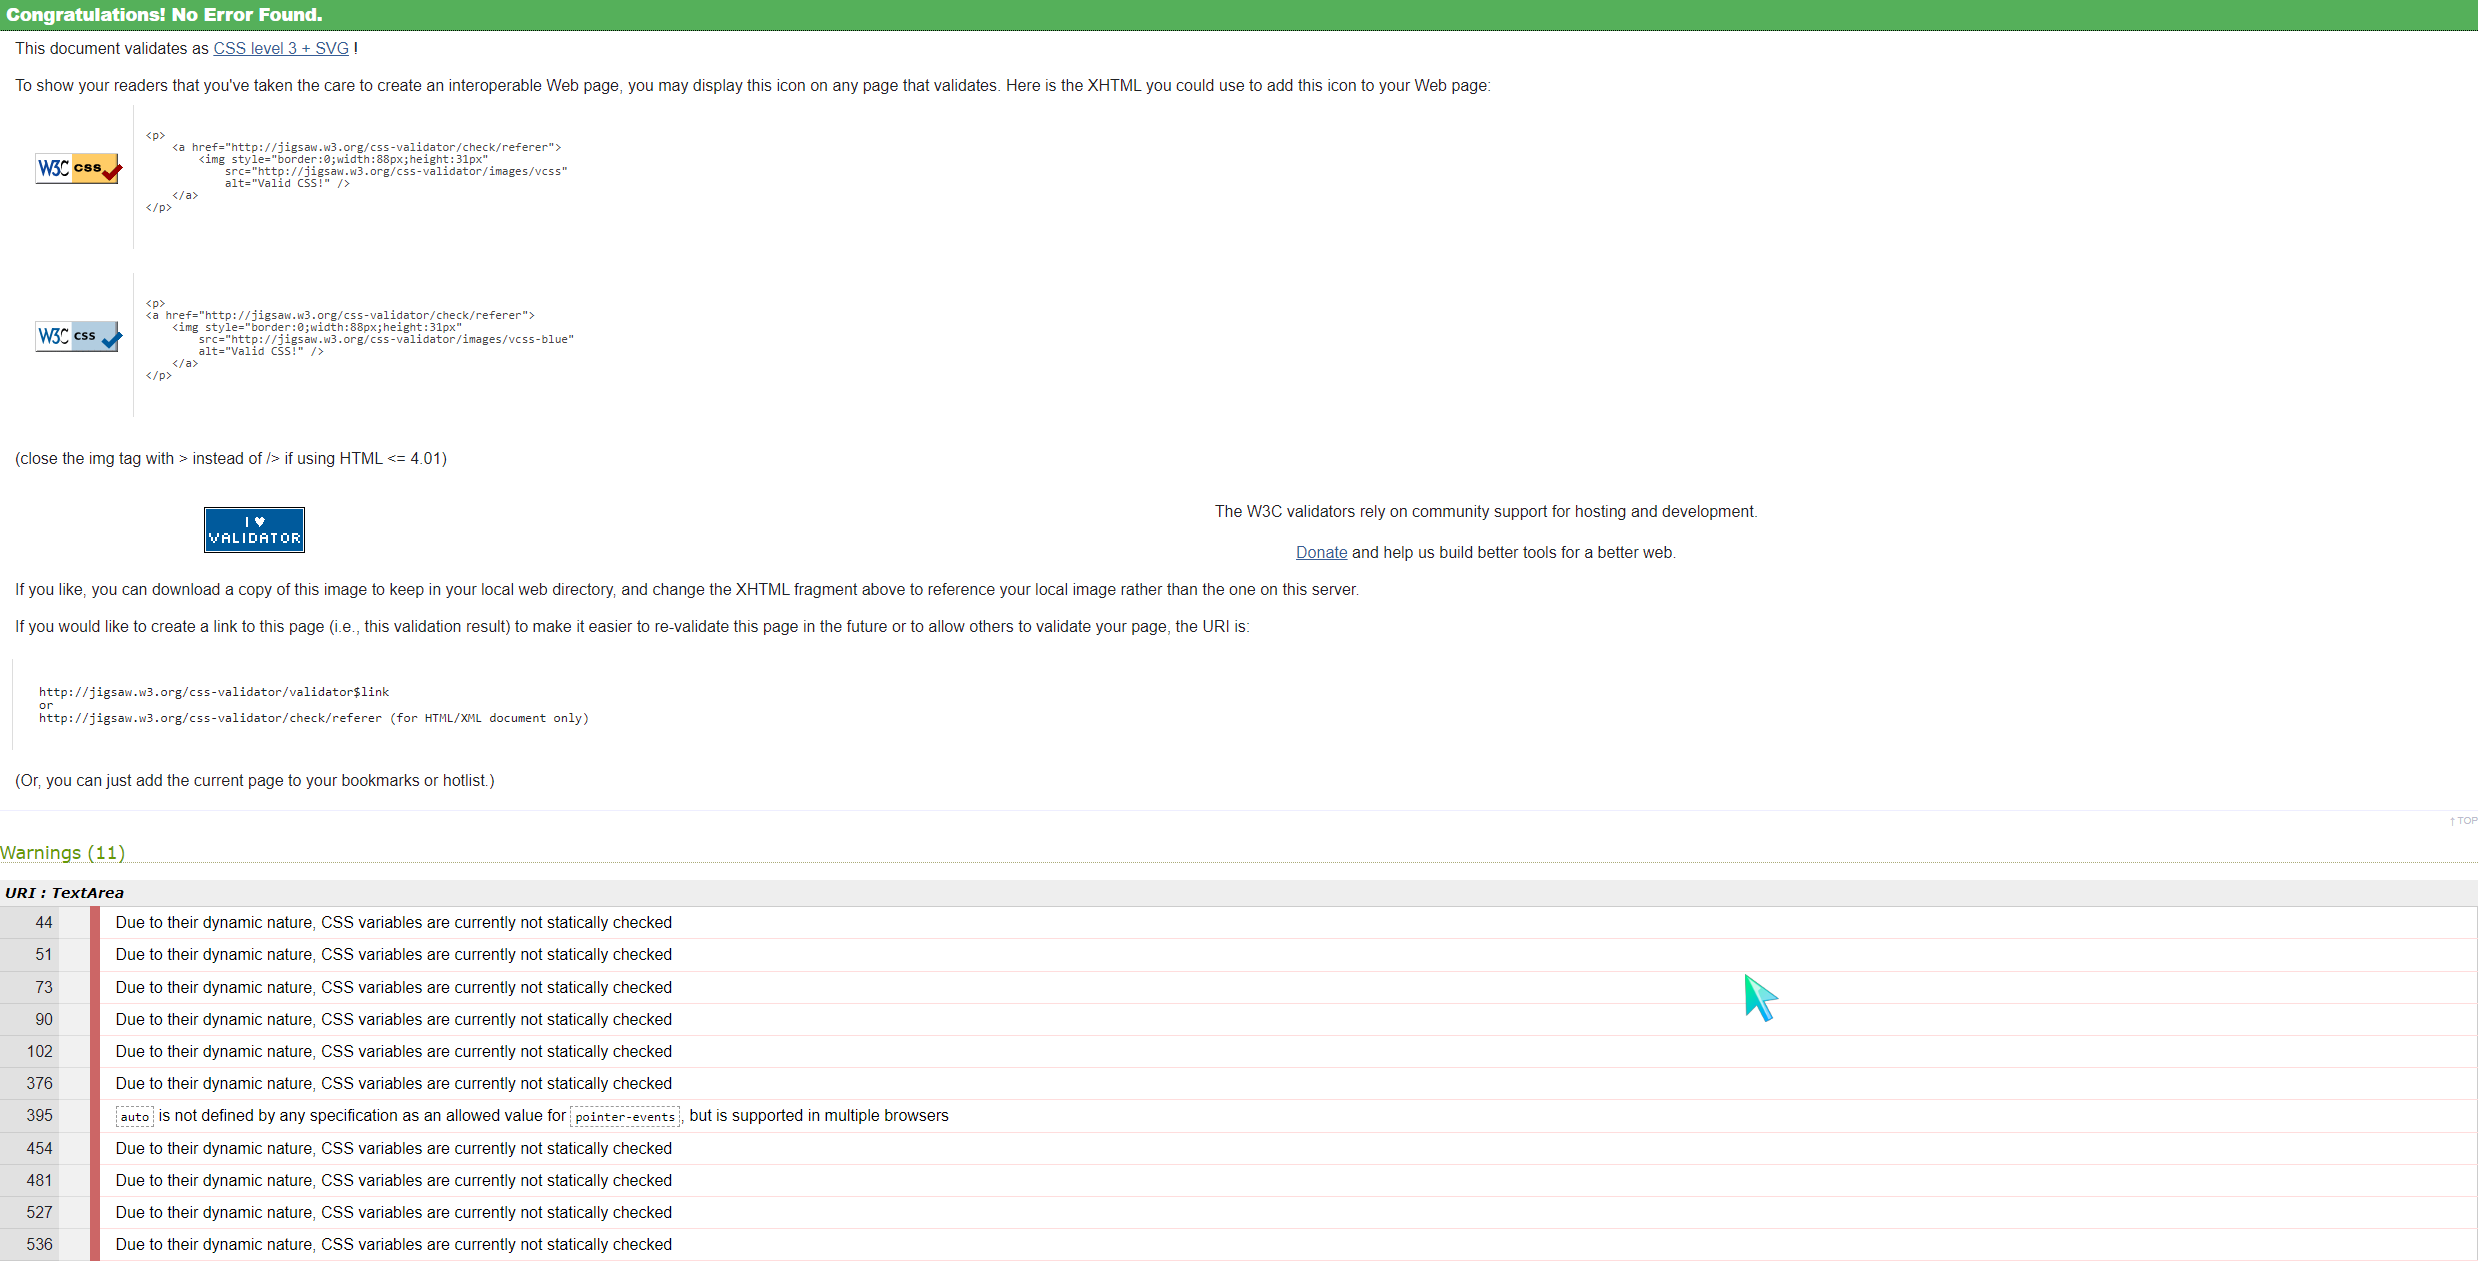 Congratulations! No Error Found.
This document validates as CSS level 3 + SVG !
To show your readers that you've taken the care to create an interoperable Web page, you may display this icon on any page that validates. Here is the XHTML you could use to add this icon to your Web page:
W3C css
<p>
<a href="http://jigsaw.w3.org/css-validator/check/referer">
<img style="border:0;width:88px;height:31px"
src="http://jigsaw.w3.org/css-validator/images/vcss"
alt="Valid CSS!" />
</a>
</p>
W3C css
<p>
<a href="http://jigsaw.w3.org/css-validator/check/referer">
<img style="border:0;width:88px;height:31px"
src="http://jigsaw.w3.org/css-validator/images/vcss-blue"
alt="Valid CSS!" />
</a>
</p>
(close the img tag with > instead of /> if using HTML <= 4.01)
I ♥
VALIDATOR
The W3C validators rely on community support for hosting and development.
Donate and help us build better tools for a better web.
If you like, you can download a copy of this image to keep in your local web directory, and change the XHTML fragment above to reference your local image rather than the one on this server.
If you would like to create a link to this page (i.e., this validation result) to make it easier to re-validate this page in the future or to allow others to validate your page, the URI is:
http://jigsaw.w3.org/css-validator/validator$link
or
http://jigsaw.w3.org/css-validator/check/referer (for HTML/XML document only)
(Or, you can just add the current page to your bookmarks or hotlist.)
↑ TOP
Warnings (11)
URI : TextArea
44 Due to their dynamic nature, CSS variables are currently not statically checked
51 Due to their dynamic nature, CSS variables are currently not statically checked
73 Due to their dynamic nature, CSS variables are currently not statically checked
90 Due to their dynamic nature, CSS variables are currently not statically checked
102 Due to their dynamic nature, CSS variables are currently not statically checked
376 Due to their dynamic nature, CSS variables are currently not statically checked
395 auto is not defined by any specification as an allowed value for pointer-events, but is supported in multiple browsers
454 Due to their dynamic nature, CSS variables are currently not statically checked
481 Due to their dynamic nature, CSS variables are currently not statically checked
527 Due to their dynamic nature, CSS variables are currently not statically checked
536 Due to their dynamic nature, CSS variables are currently not statically checked